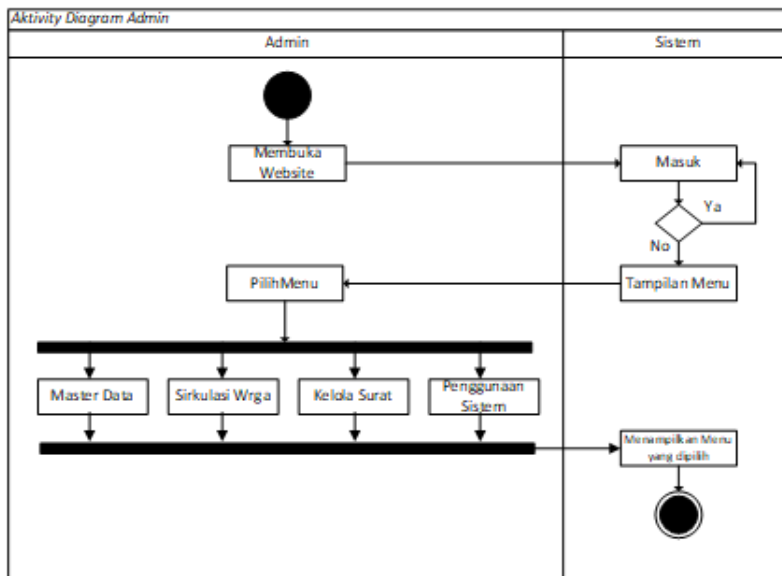 Aktivity Diagram Admin
Admin
Sistem
Membuka
Website
Masuk
Ya
No
PilihMenu
Tampilan Menu
Master Data
Sirkulasi Wrga
Kelola Surat
Penggunaan
Sistem
Menampilkan Menu
yang dipilih